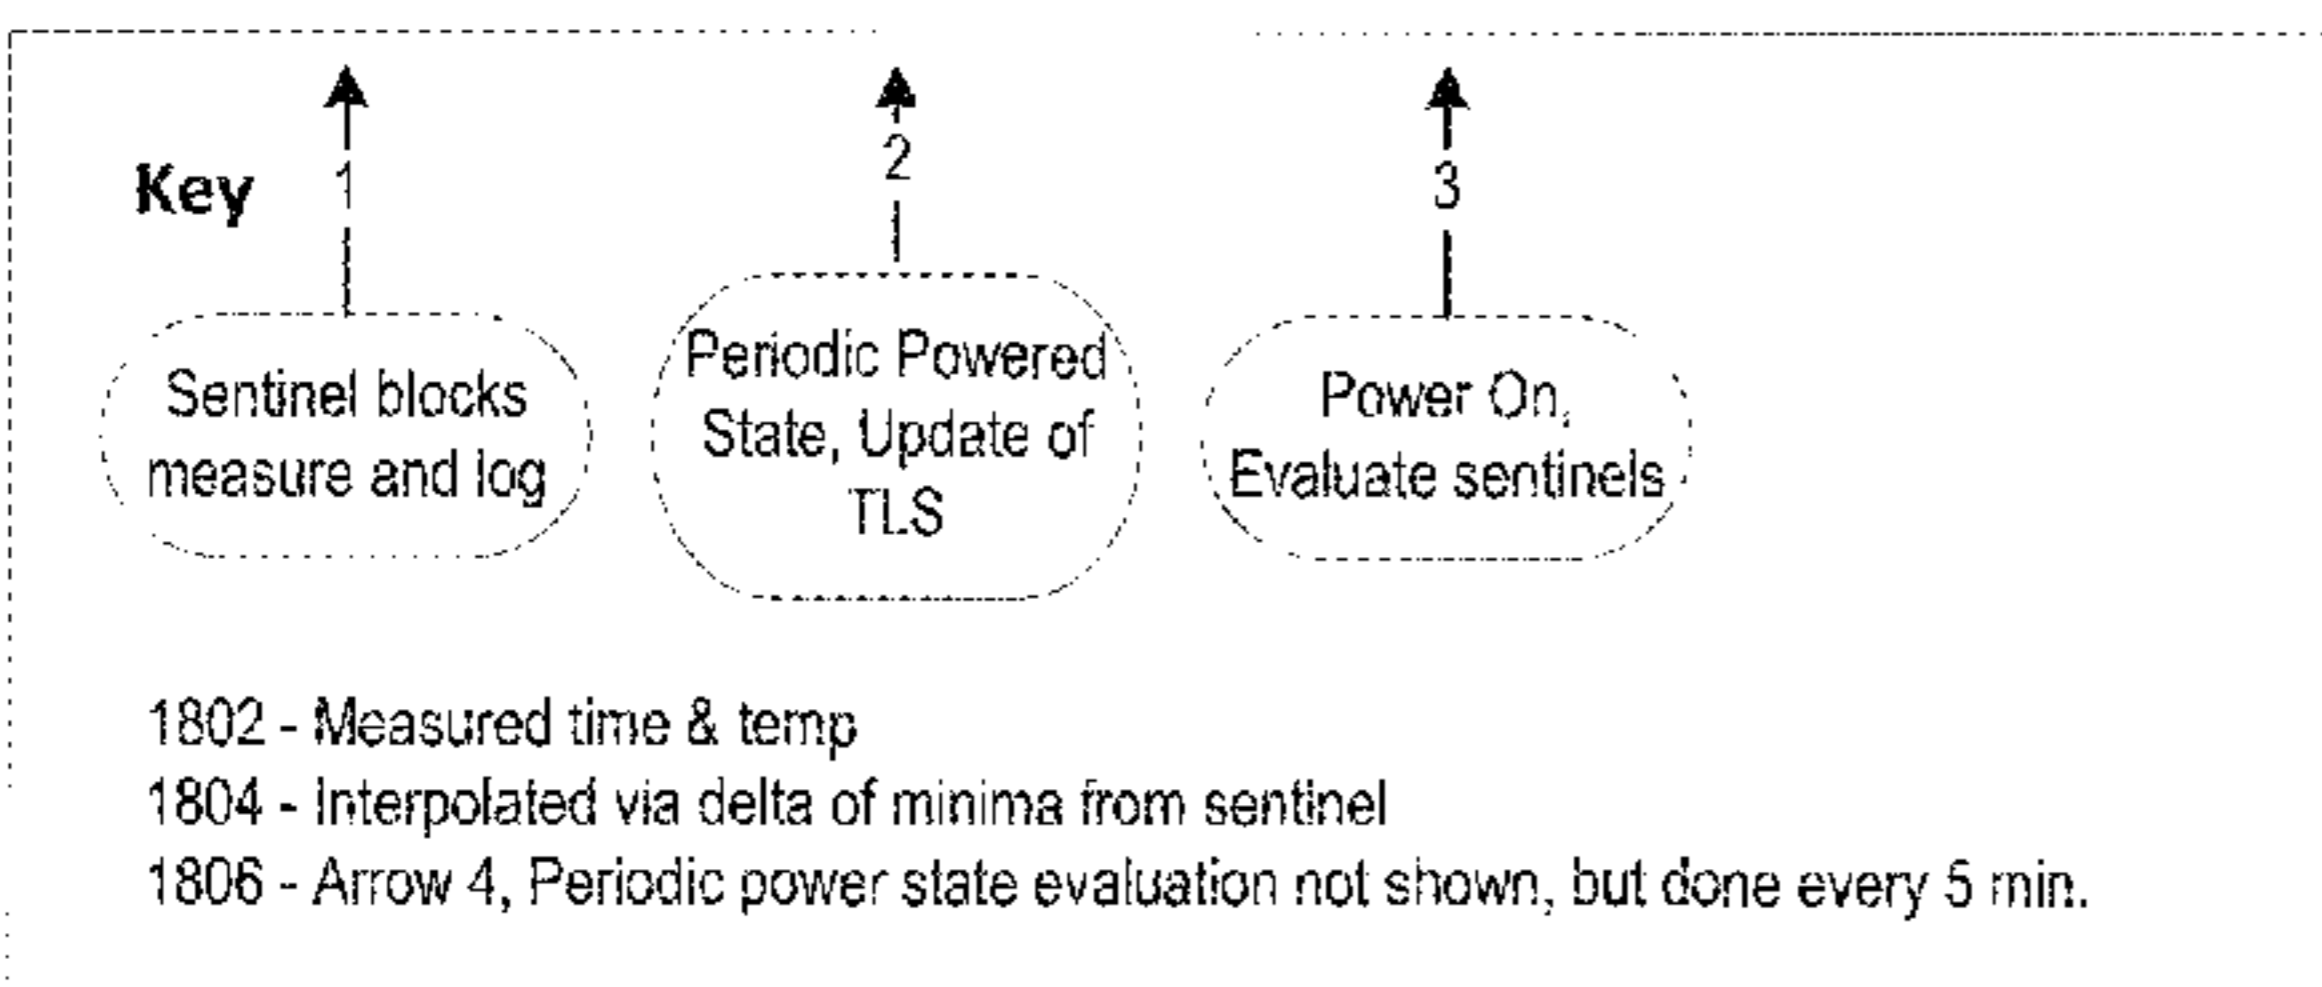 Key
1
2
3
Sentinel blocks
measure and log
Periodic Powered
State, Update of
TLS
Power On,
Evaluate sentinels
1802 - Measured time & temp
1804 - Interpolated via delta of minima from sentinel
1806 - Arrow 4, Periodic power state evaluation not shown, but done every 5 min.